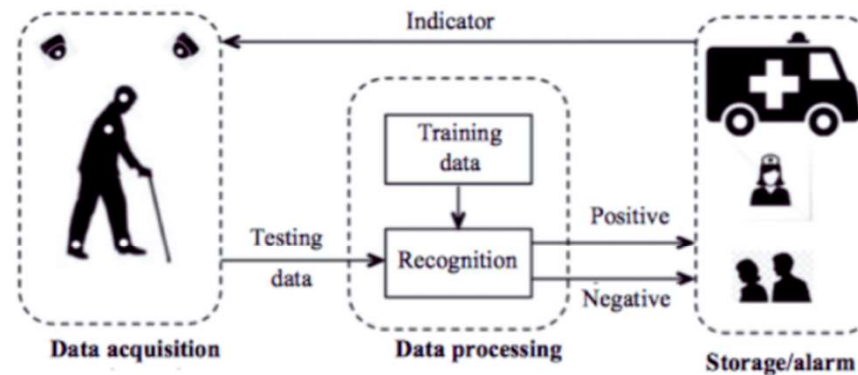 Indicator
Training
data
Testing
data
Recognition
Positive
Negative
Data acquisition
Data processing
Storage/alarm